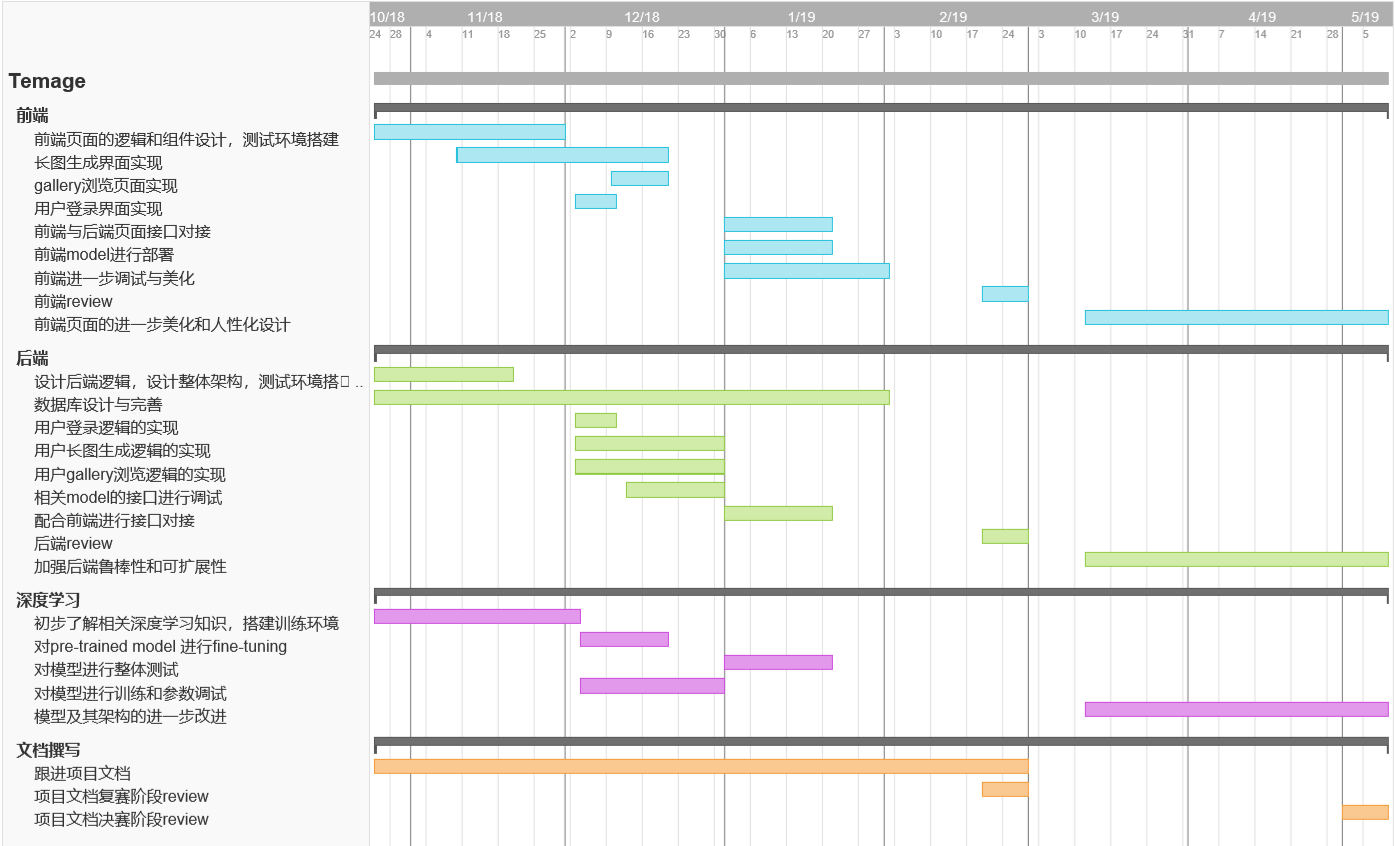 10/18 11/18 12/18 1/19 2/19 3/19 4/19 5/19
24 28 4 11 18 25 2 9 16 23 30 6 13 20 27 3 10 17 24 3 10 17 24 31 7 14 21 28 5
Temage
前端
前端页面的逻辑和组件设计，测试环境搭建
长图生成界面实现
gallery浏览页面实现
用户登录界面实现
前端与后端页面接口对接
前端model进行部署
前端进一步调试与美化
前端review
前端页面的进一步美化和人性化设计
后端
设计后端逻辑，设计整体架构，测试环境搭 ..
数据库设计与完善
用户登录逻辑的实现
用户长图生成逻辑的实现
用户gallery浏览逻辑的实现
相关model的接口进行调试
配合前端进行接口对接
后端review
加强后端鲁棒性和可扩展性
深度学习
初步了解相关深度学习知识，搭建训练环境
对pre-trained model 进行fine-tuning
对模型进行整体测试
对模型进行训练和参数调试
模型及其架构的进一步改进
文档撰写
跟进项目文档
项目文档复赛阶段review
项目文档决赛阶段review